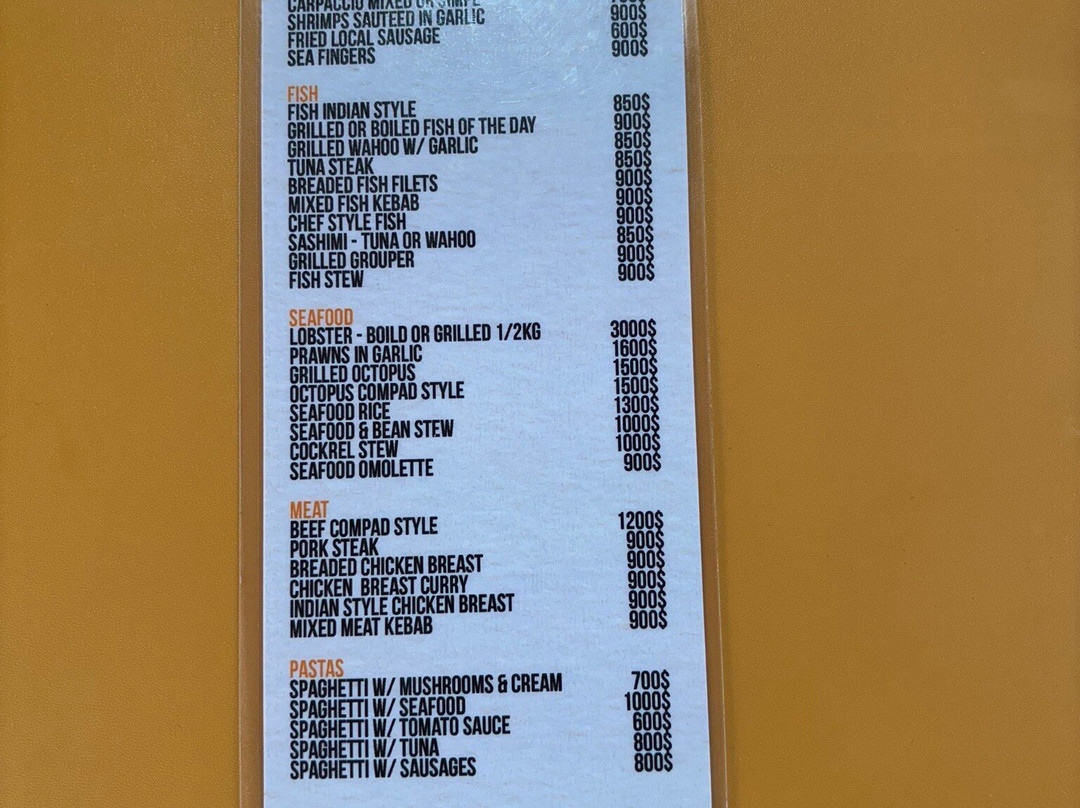 CARPACCIO MIXED OR
SHRIMPS SAUTEED IN GARLIC 900$
FRIED LOCAL SAUSAGE 600$
SEA FINGERS 900$
FISH
FISH INDIAN STYLE 850$
GRILLED OR BOILED FISH OF THE DAY 900$
GRILLED WAHOO W/ GARLIC 850$
TUNA STEAK 850$
BREADED FISH FILETS 900$
MIXED FISH KEBAB 900$
CHEF STYLE FISH 900$
SASHIMI - TUNA OR WAHOO 850$
GRILLED GROUPER 900$
FISH STEW 900$
SEAFOOD
LOBSTER - BOILD OR GRILLED 1/2KG 3000$
PRAWNS IN GARLIC 1600$
GRILLED OCTOPUS 1500$
OCTOPUS COMPAD STYLE 1500$
SEAFOOD RICE 1300$
SEAFOOD & BEAN STEW 1000$
COCKREL STEW 1000$
SEAFOOD OMOLETTE 900$
MEAT
BEEF COMPAD STYLE 1200$
PORK STEAK 900$
BREADED CHICKEN BREAST 900$
CHICKEN BREAST CURRY 900$
INDIAN STYLE CHICKEN BREAST 900$
MIXED MEAT KEBAB 900$
PASTAS
SPAGHETTI W/ MUSHROOMS & CREAM 700$
SPAGHETTI W/ SEAFOOD 1000$
SPAGHETTI W/ TOMATO SAUCE 600$
SPAGHETTI W/ TUNA 800$
SPAGHETTI W/ SAUSAGES 800$